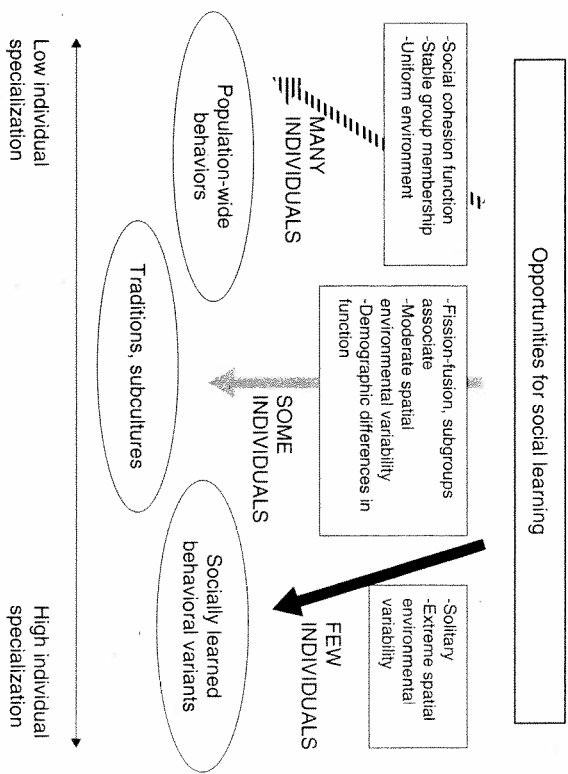 Opportunities for social learning
-Social cohesion function
-Stable group membership
-Uniform environment
-Fission-fusion, subgroups
associate
-Moderate spatial
environmental variability
-Demographic differences in
function
-Solitary
-Extreme spatial
environmental
variability
MANY
INDIVIDUALS
SOME
INDIVIDUALS
FEW
INDIVIDUALS
Population-wide
behaviors
Traditions, subcultures
Socially learned
behavioral variants
Low individual
specialization
High individual
specialization